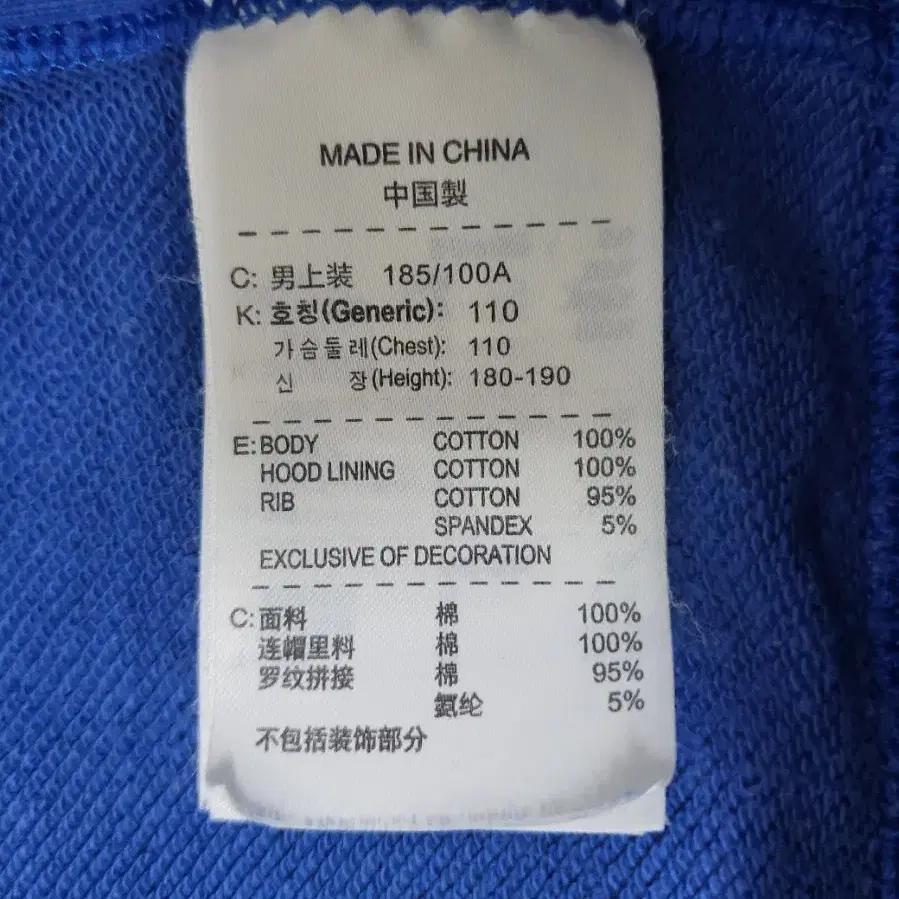 MADE IN CHINA
中国製
C: 男上装 185/100A
K: 호칭(Generic): 110
가슴둘레(Chest): 110
신 장(Height): 180-190
E: BODY COTTON 100%
HOOD LINING COTTON 100%
RIB COTTON 95%
SPANDEX 5%
EXCLUSIVE OF DECORATION
C: 面料 棉 100%
连帽里料 棉 100%
罗纹拼接 棉 95%
氨纶 5%
不包括装饰部分